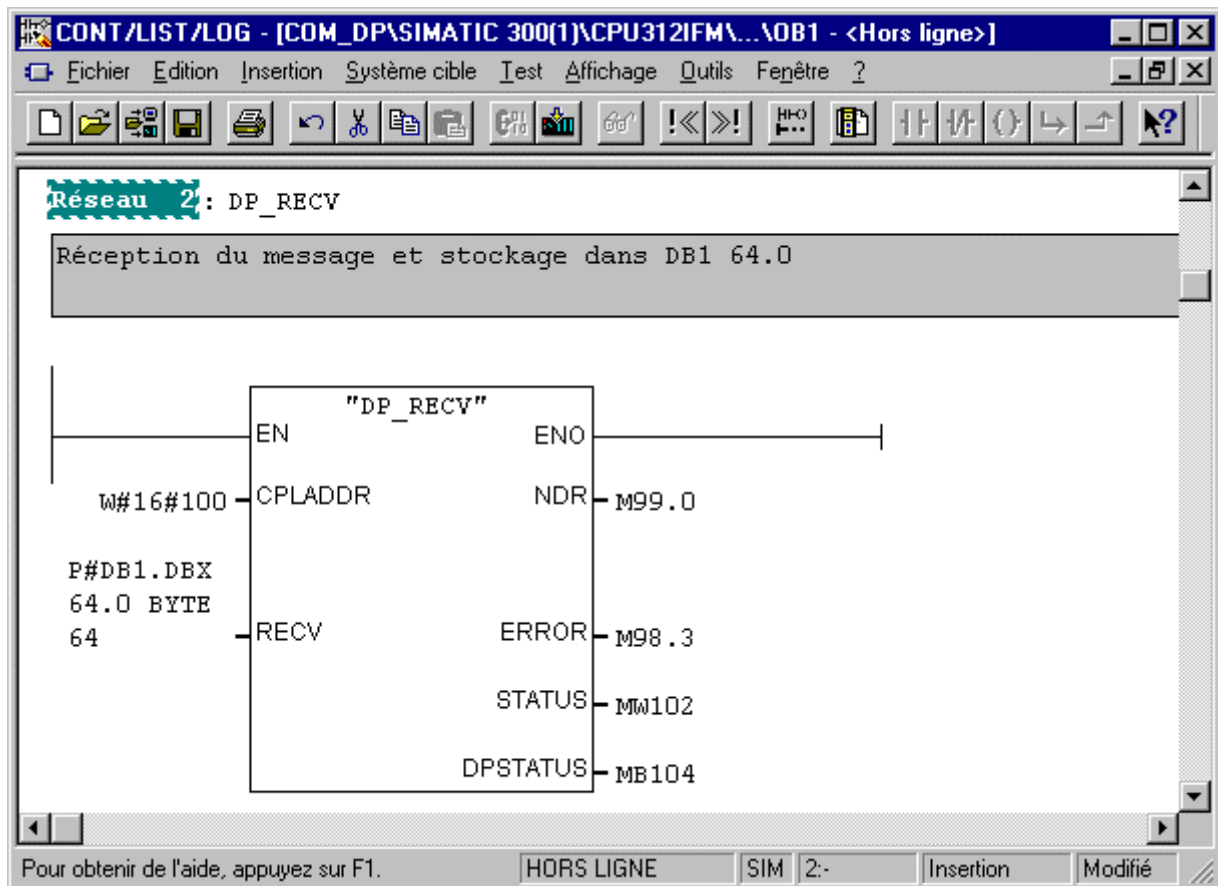 CONT/LIST/LOG - [COM_DP\SIMATIC 300(1)\CPU312IFM\...\OB1 - <Hors ligne>]
Fichier Edition Insertion Système cible Test Affichage Outils Fenêtre ?
Réseau 2 : DP_RECV
Réception du message et stockage dans DB1 64.0
"DP_RECV"
EN ENO
W#16#100 CPLADDR NDR M99.0
P#DB1.DBX
64.0 BYTE
64 RECV ERROR M98.3
STATUS MW102
DPSTATUS MB104
Pour obtenir de l'aide, appuyez sur F1. HORS LIGNE SIM 2:- Insertion Modifié